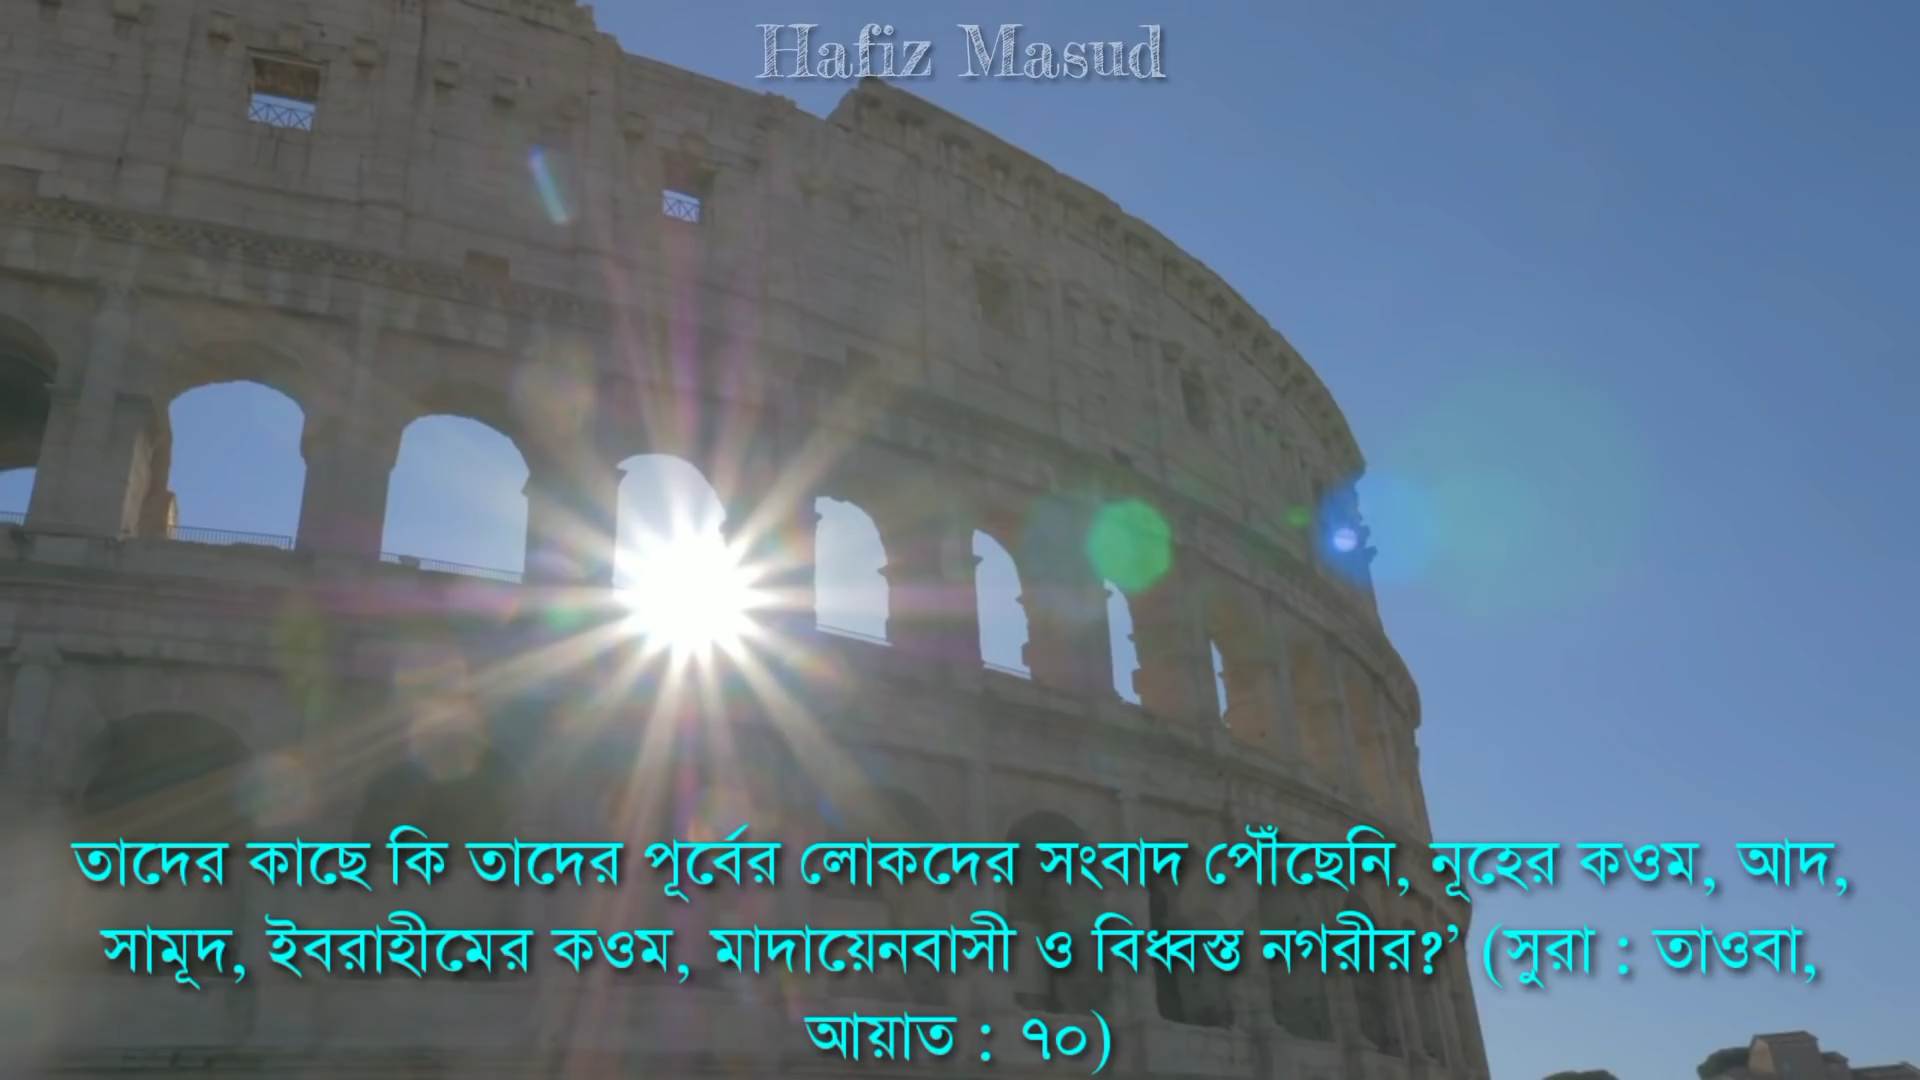 Hafiz Masud
তাদের কাছে কি তাদের পূর্বের লোকদের সংবাদ পৌঁছেনি, নূহের কওম, আদ,
সামূদ, ইবরাহীমের কওম, মাদায়েনবাসী ও বিধ্বস্ত নগরীর?’ (সুরা : তাওবা,
আয়াত : ৭০)